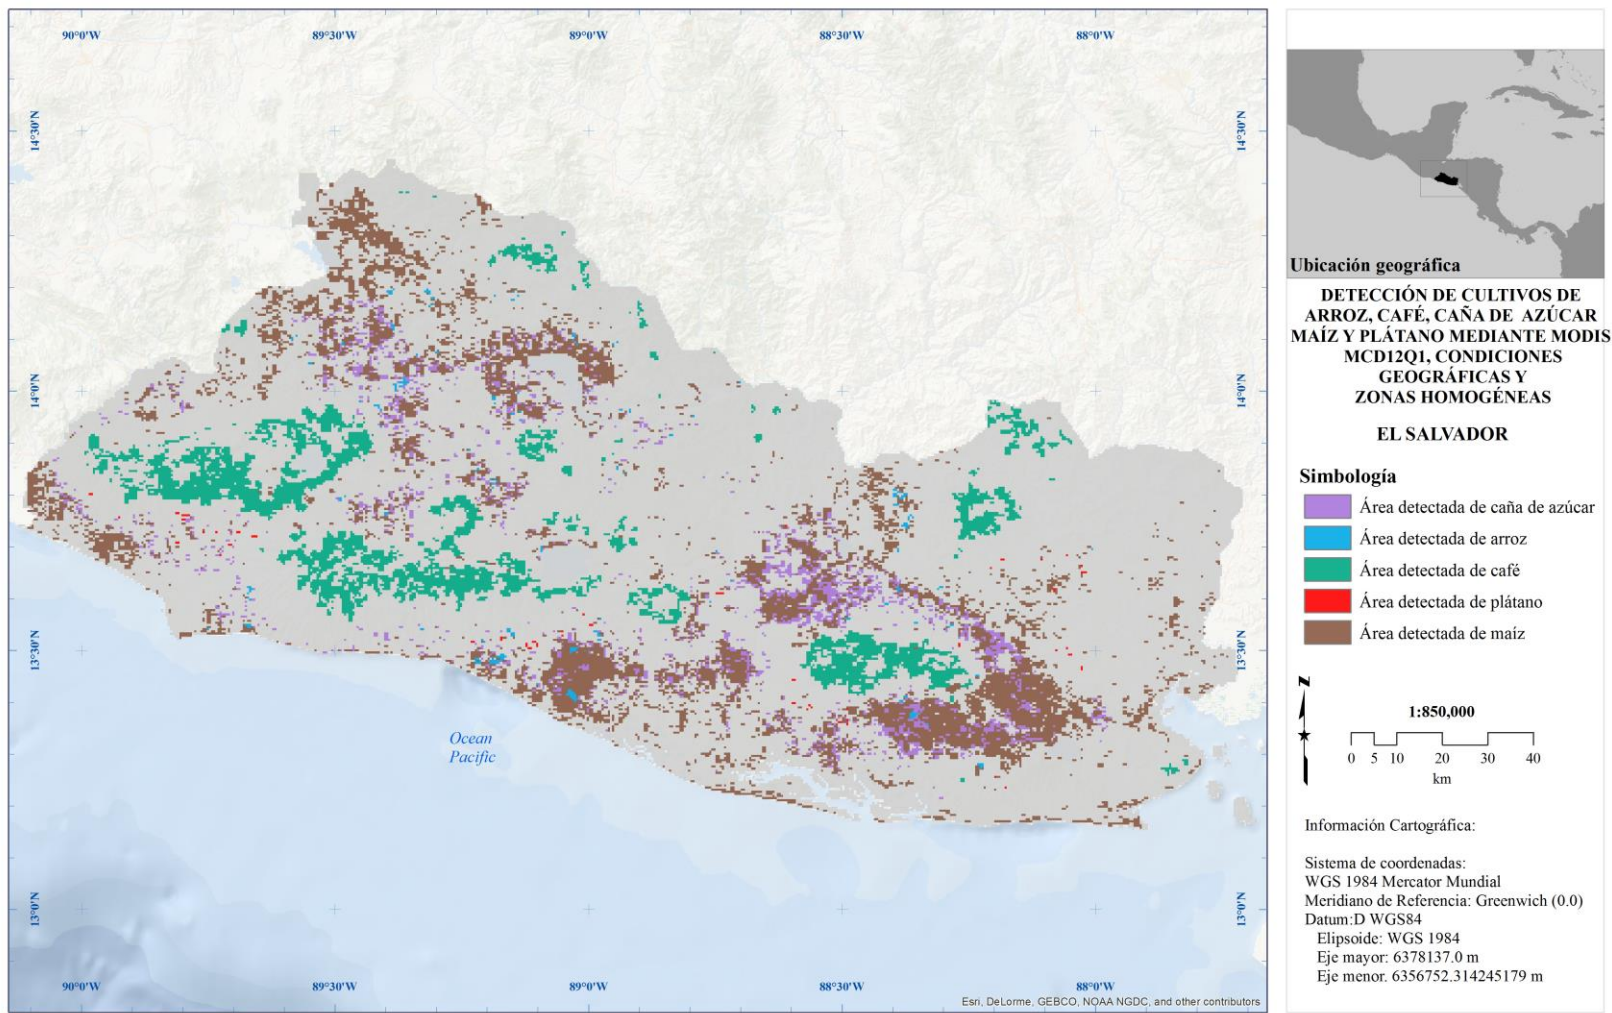 90°0'W 89°30'W 89°0'W 88°30'W 88°0'W
14°30'N
14°30'N
14°0'N
14°0'N
13°30'N
13°30'N
13°0'N
13°0'N
Ocean
Pacific
90°0'W 89°30'W 89°0'W 88°30'W 88°0'W
Esri, DeLorme, GEBCO, NOAA NGDC, and other contributors
Ubicación geográfica
DETECCIÓN DE CULTIVOS DE
ARROZ, CAFÉ, CAÑA DE AZÚCAR
MAÍZ Y PLÁTANO MEDIANTE MODIS
MCD12Q1, CONDICIONES
GEOGRÁFICAS Y
ZONAS HOMOGÉNEAS
EL SALVADOR
Simbología
Área detectada de caña de azúcar
Área detectada de arroz
Área detectada de café
Área detectada de plátano
Área detectada de maíz
N
1:850,000
0 5 10 20 30 40
km
Información Cartográfica:
Sistema de coordenadas:
WGS 1984 Mercator Mundial
Meridiano de Referencia: Greenwich (0.0)
Datum:D WGS84
Elipsoide: WGS 1984
Eje mayor: 6378137.0 m
Eje menor. 6356752.314245179 m